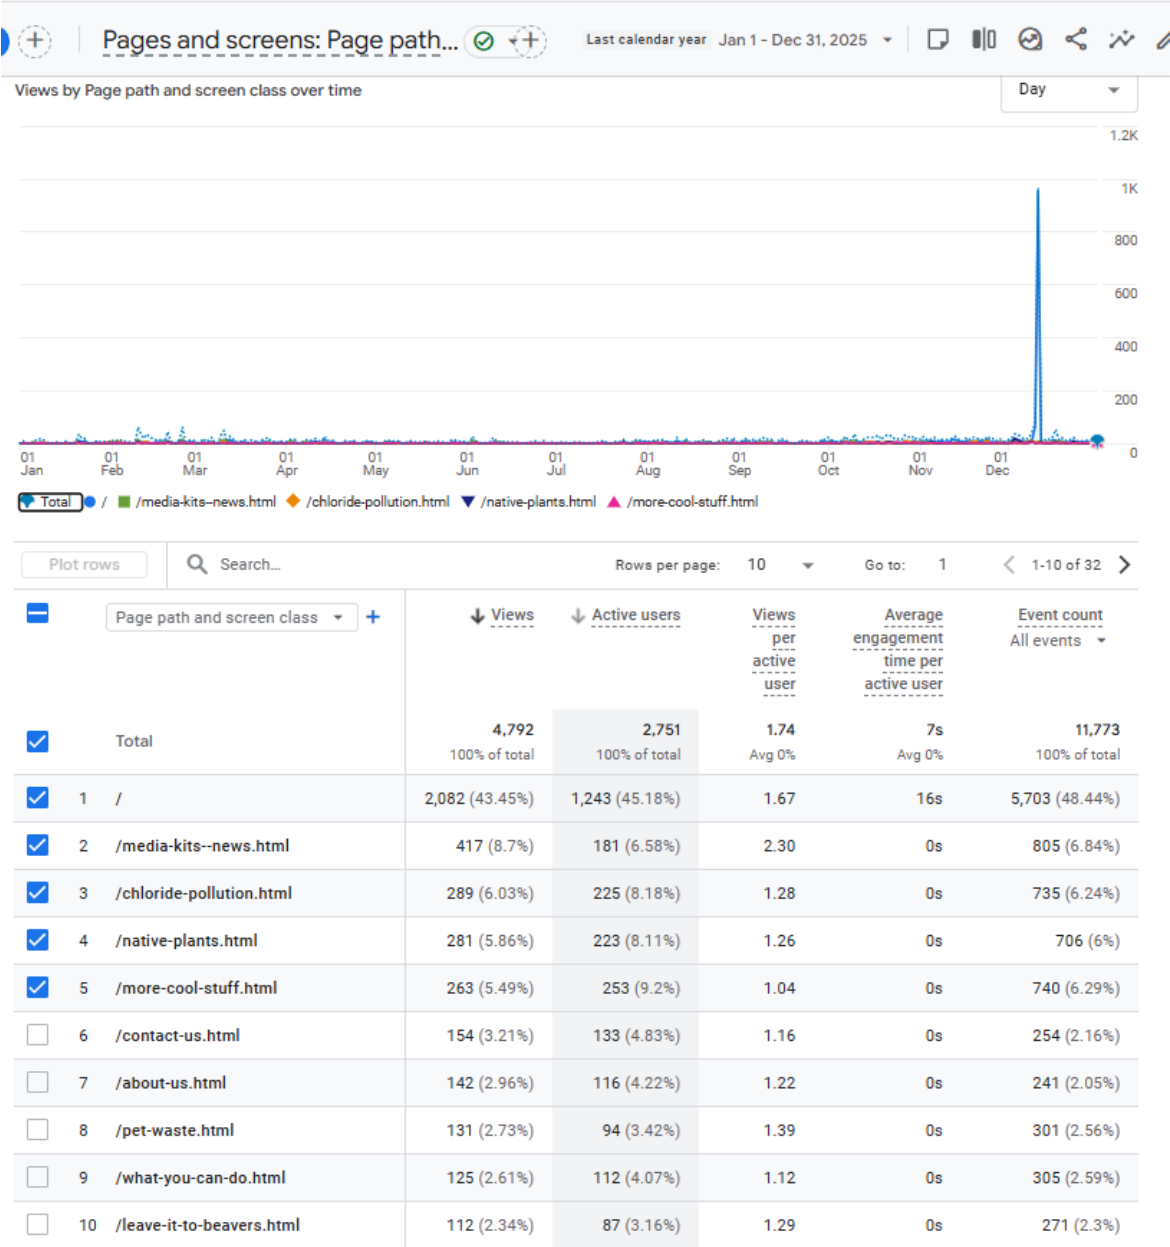 Pages and screens: Page path...
Last calendar year Jan 1 - Dec 31, 2025
Views by Page path and screen class over time
Day
1.2K
1K
800
600
400
200
0
01 Jan
01 Feb
01 Mar
01 Apr
01 May
01 Jun
01 Jul
01 Aug
01 Sep
01 Oct
01 Nov
01 Dec
Total / /media-kits--news.html /chloride-pollution.html /native-plants.html /more-cool-stuff.html
Plot rows Search... Rows per page: 10 Go to: 1 1-10 of 32
Page path and screen class + Views Active users Views per active user Average engagement time per active user Event count All events
Total 4,792 2,751 1.74 7s 11,773
100% of total 100% of total Avg 0% Avg 0% 100% of total
1 / 2,082 (43.45%) 1,243 (45.18%) 1.67 16s 5,703 (48.44%)
2 /media-kits--news.html 417 (8.7%) 181 (6.58%) 2.30 0s 805 (6.84%)
3 /chloride-pollution.html 289 (6.03%) 225 (8.18%) 1.28 0s 735 (6.24%)
4 /native-plants.html 281 (5.86%) 223 (8.11%) 1.26 0s 706 (6%)
5 /more-cool-stuff.html 263 (5.49%) 253 (9.2%) 1.04 0s 740 (6.29%)
6 /contact-us.html 154 (3.21%) 133 (4.83%) 1.16 0s 254 (2.16%)
7 /about-us.html 142 (2.96%) 116 (4.22%) 1.22 0s 241 (2.05%)
8 /pet-waste.html 131 (2.73%) 94 (3.42%) 1.39 0s 301 (2.56%)
9 /what-you-can-do.html 125 (2.61%) 112 (4.07%) 1.12 0s 305 (2.59%)
10 /leave-it-to-beavers.html 112 (2.34%) 87 (3.16%) 1.29 0s 271 (2.3%)